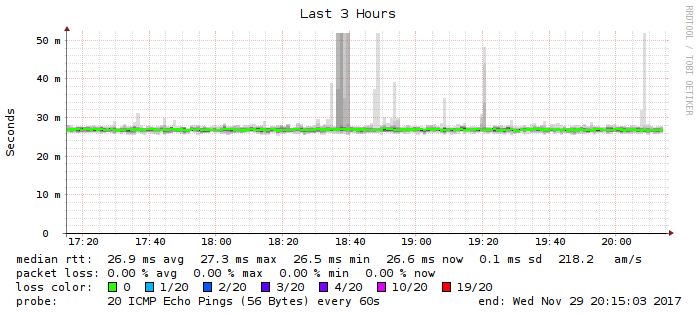 Last 3 Hours
RRDTOOL / TOBI OETIKER
Seconds
50 m
40 m
30 m
20 m
10 m
0
17:20 17:40 18:00 18:20 18:40 19:00 19:20 19:40 20:00
median rtt: 26.9 ms avg 27.3 ms max 26.5 ms min 26.6 ms now 0.1 ms sd 218.2 am/s
packet loss: 0.00 % avg 0.00 % max 0.00 % min 0.00 % now
loss color: 0 1/20 2/20 3/20 4/20 10/20 19/20
probe: 20 ICMP Echo Pings (56 Bytes) every 60s end: Wed Nov 29 20:15:03 2017